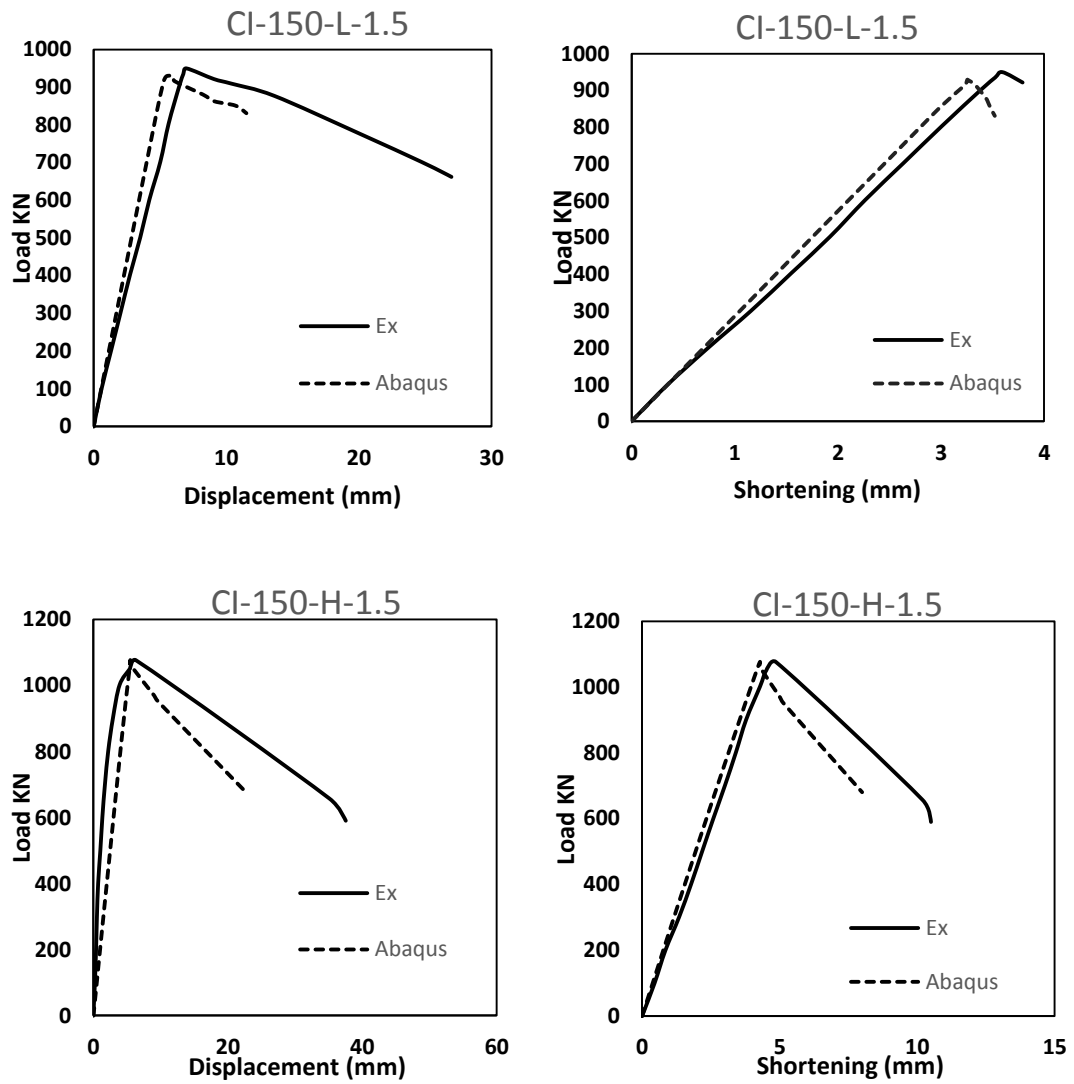 CI-150-L-1.5
1000
900
800
700
600
500
400
300
200
100
0
Load KN
Ex
Abaqus
0 10 20 30
Displacement (mm)
CI-150-L-1.5
1000
900
800
700
600
500
400
300
200
100
0
Load KN
Ex
Abaqus
0 1 2 3 4
Shortening (mm)
CI-150-H-1.5
1200
1000
800
600
400
200
0
Load KN
Ex
Abaqus
0 20 40 60
Displacement (mm)
CI-150-H-1.5
1200
1000
800
600
400
200
0
Load KN
Ex
Abaqus
0 5 10 15
Shortening (mm)